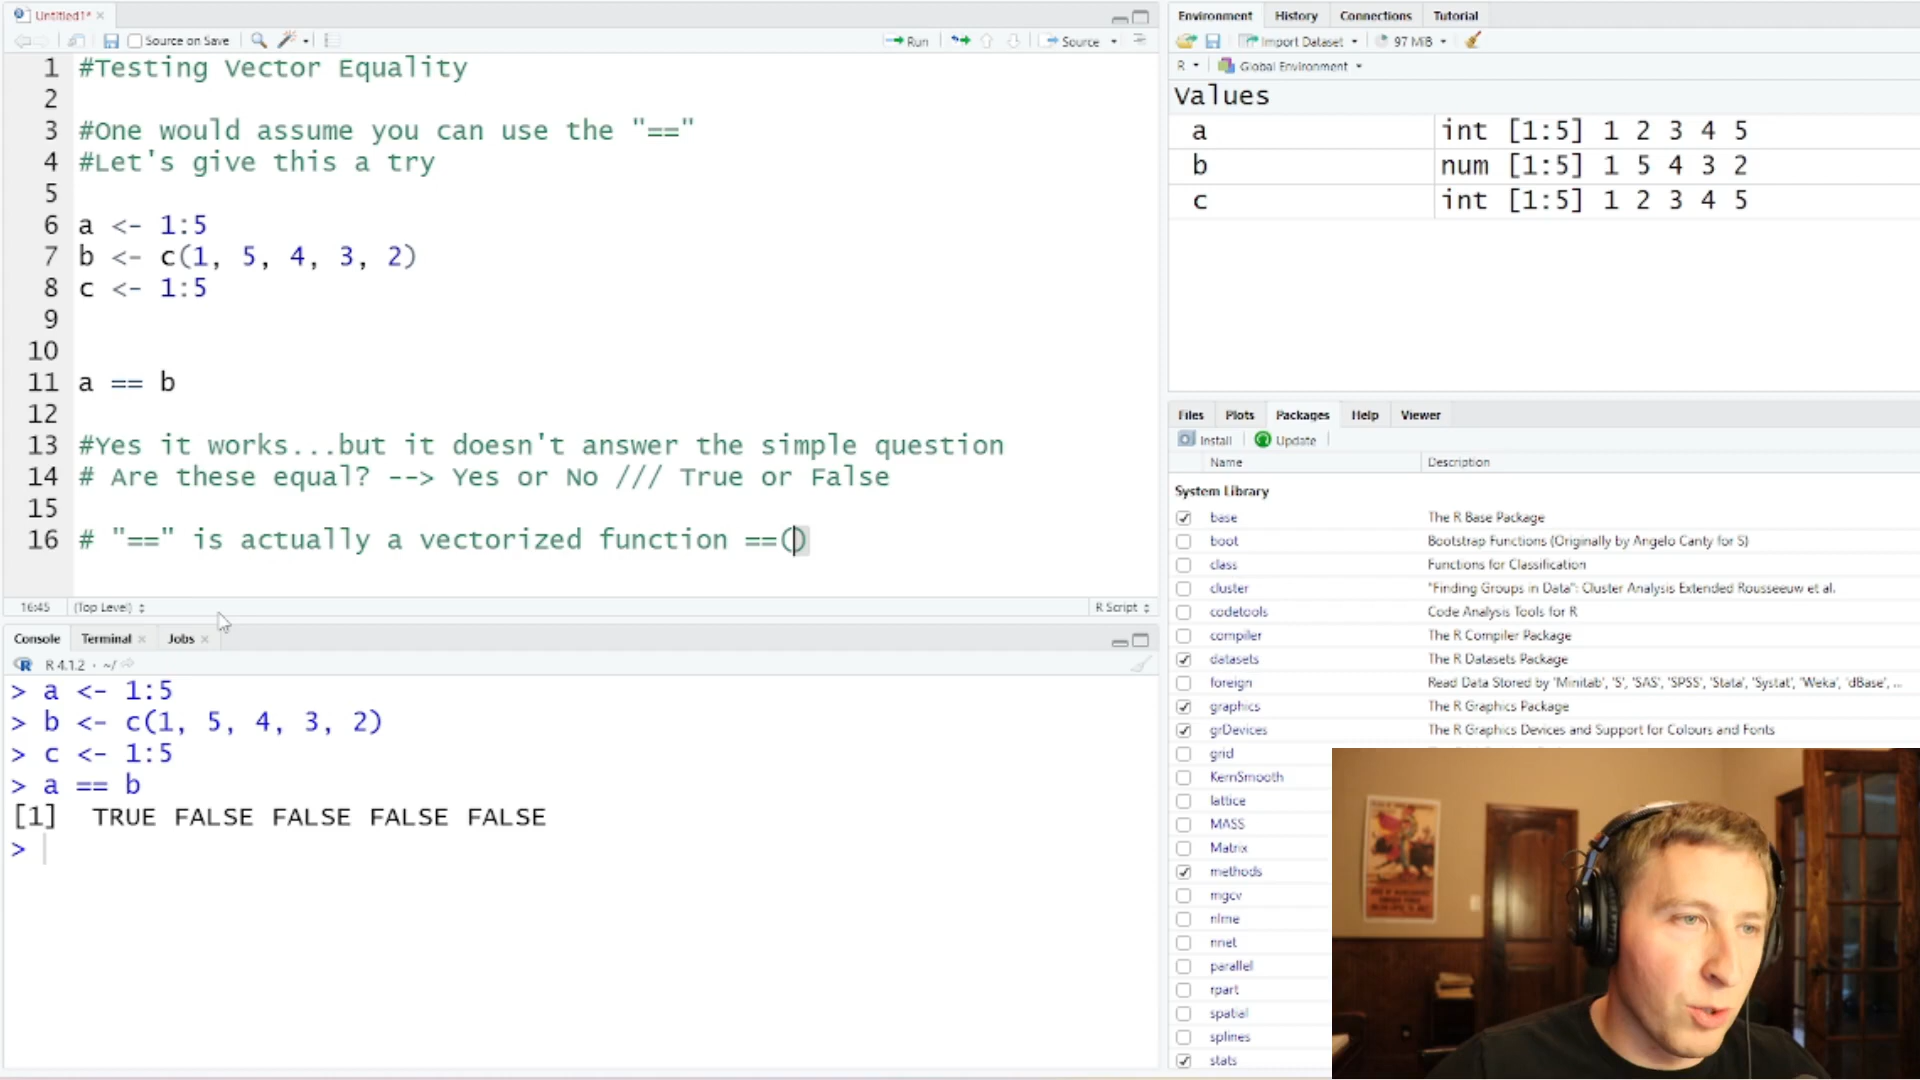 Untitled1*
Source on Save
Run
Source
1 #Testing Vector Equality
2
3 #One would assume you can use the "=="
4 #Let's give this a try
5
6 a <- 1:5
7 b <- c(1, 5, 4, 3, 2)
8 c <- 1:5
9
10
11 a == b
12
13 #Yes it works...but it doesn't answer the simple question
14 # Are these equal? --> Yes or No /// True or False
15
16 # "==" is actually a vectorized function ==()
16:45 (Top Level) R Script
Console Terminal Jobs
R 4.1.2 · ~/
> a <- 1:5
> b <- c(1, 5, 4, 3, 2)
> c <- 1:5
> a == b
[1]  TRUE FALSE FALSE FALSE FALSE
>
Environment History Connections Tutorial
Import Dataset 97 MiB
R Global Environment
Values
a int [1:5] 1 2 3 4 5
b num [1:5] 1 5 4 3 2
c int [1:5] 1 2 3 4 5
Files Plots Packages Help Viewer
Install Update
Name Description
System Library
base The R Base Package
boot Bootstrap Functions (Originally by Angelo Canty for S)
class Functions for Classification
cluster "Finding Groups in Data": Cluster Analysis Extended Rousseeuw et al.
codetools Code Analysis Tools for R
compiler The R Compiler Package
datasets The R Datasets Package
foreign Read Data Stored by 'Minitab', 'S', 'SAS', 'SPSS', 'Stata', 'Systat', 'Weka', 'dBase', ...
graphics The R Graphics Package
grDevices The R Graphics Devices and Support for Colours and Fonts
grid
KernSmooth
lattice
MASS
Matrix
methods
mgcv
nlme
nnet
parallel
rpart
spatial
splines
stats